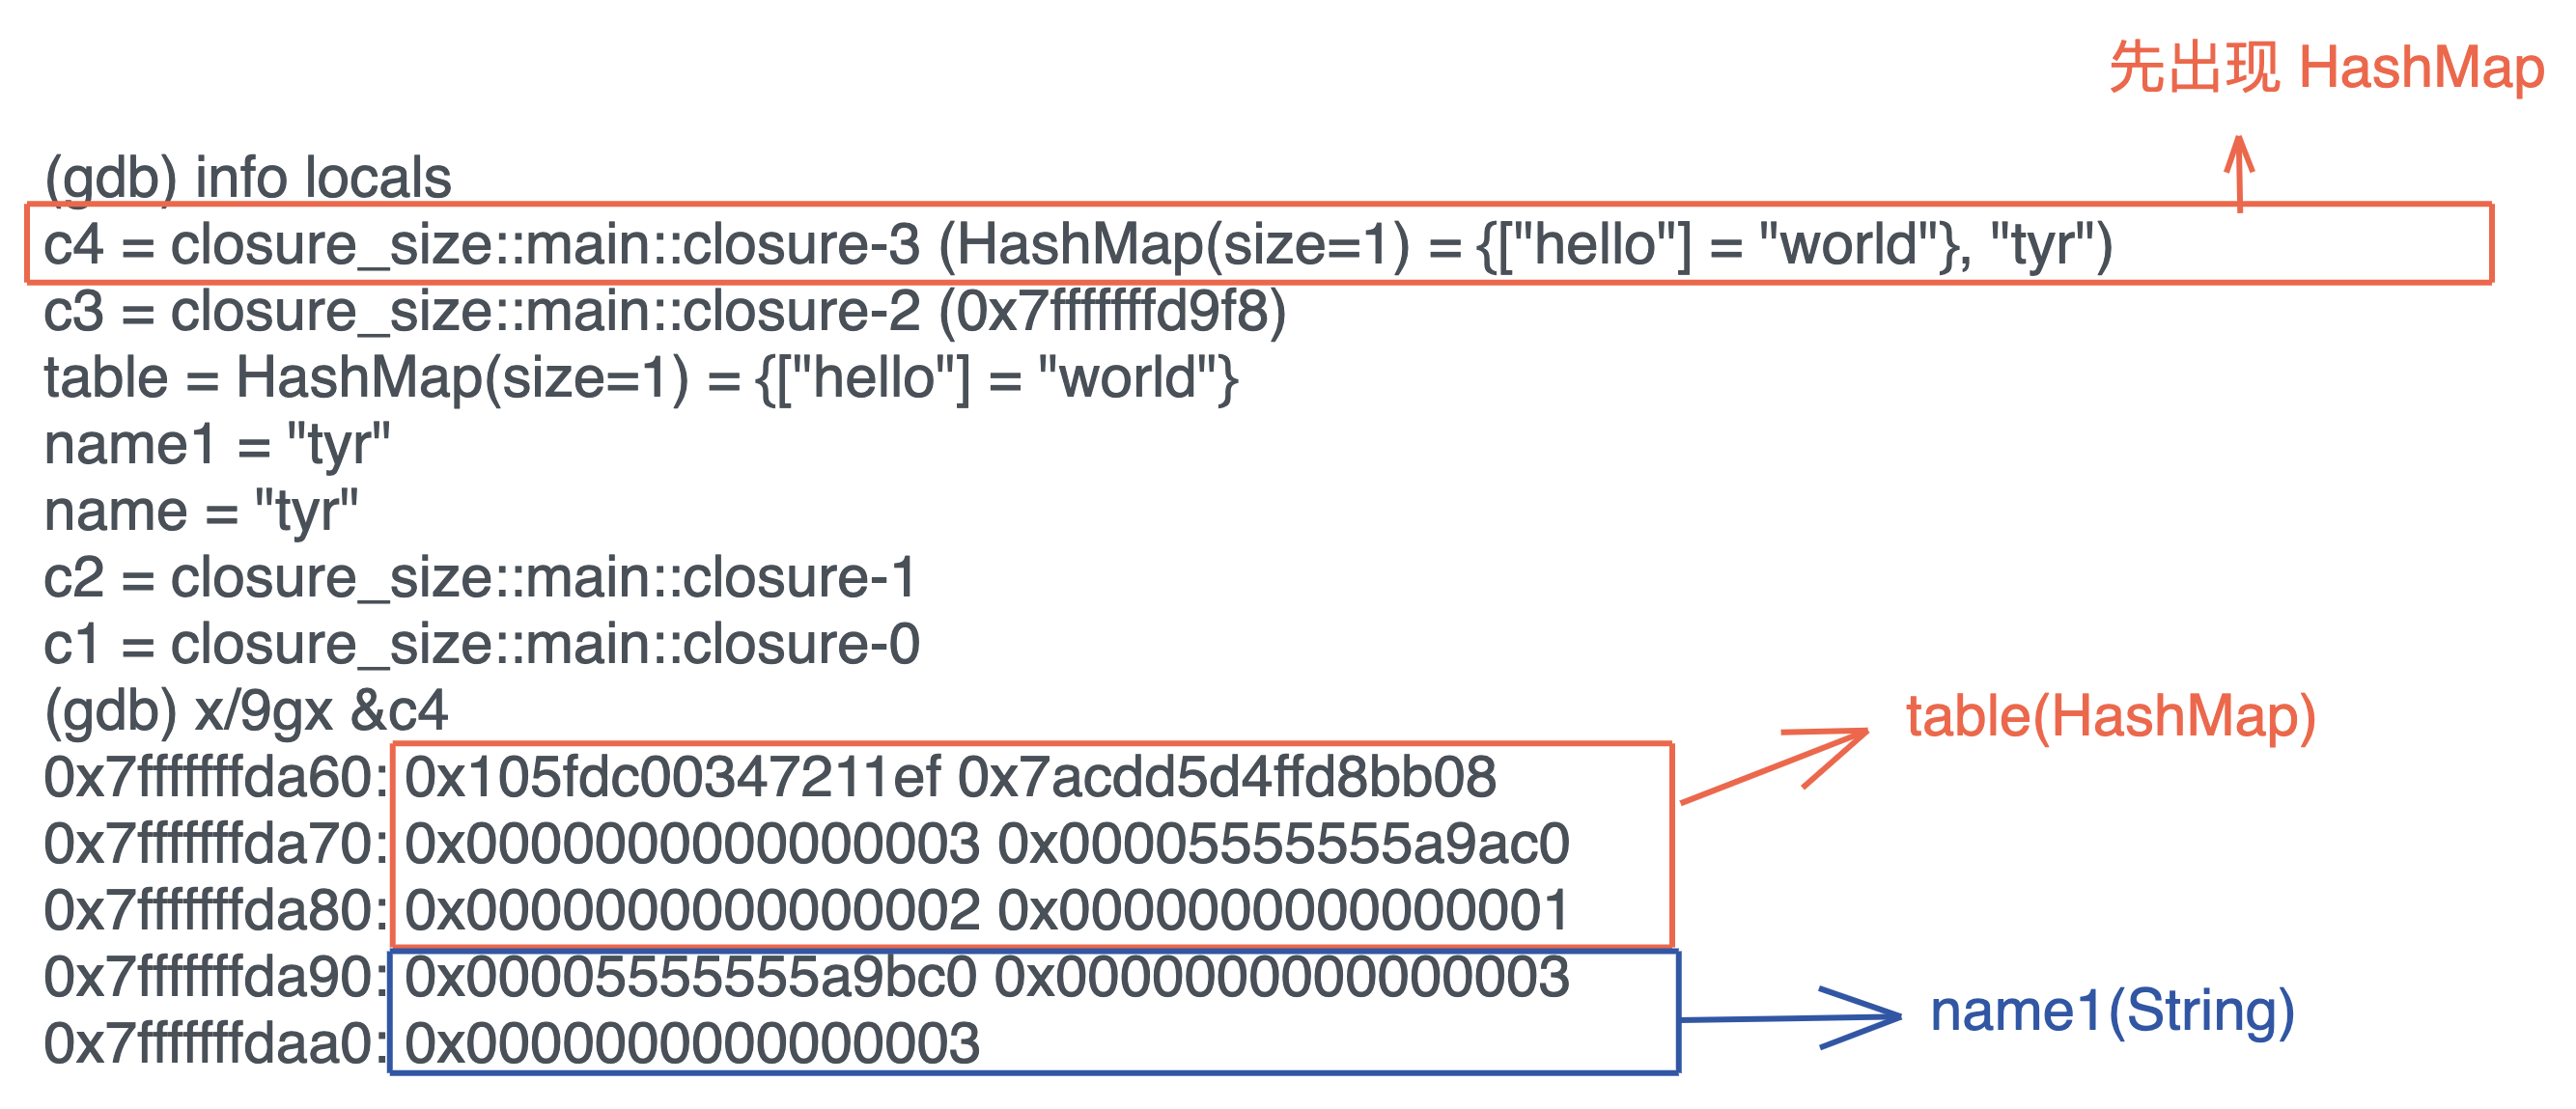 先出现 HashMap
(gdb) info locals
c4 = closure_size::main::closure-3 (HashMap(size=1) = {["hello"] = "world"}, "tyr")
c3 = closure_size::main::closure-2 (0x7fffffffd9f8)
table = HashMap(size=1) = {["hello"] = "world"}
name1 = "tyr"
name = "tyr"
c2 = closure_size::main::closure-1
c1 = closure_size::main::closure-0
(gdb) x/9gx &c4
table(HashMap)
0x7fffffffda60: 0x105fdc00347211ef 0x7acdd5d4ffd8bb08
0x7fffffffda70: 0x0000000000000003 0x00005555555a9ac0
0x7fffffffda80: 0x0000000000000002 0x0000000000000001
0x7fffffffda90: 0x00005555555a9bc0 0x0000000000000003
name1(String)
0x7fffffffdaa0: 0x0000000000000003